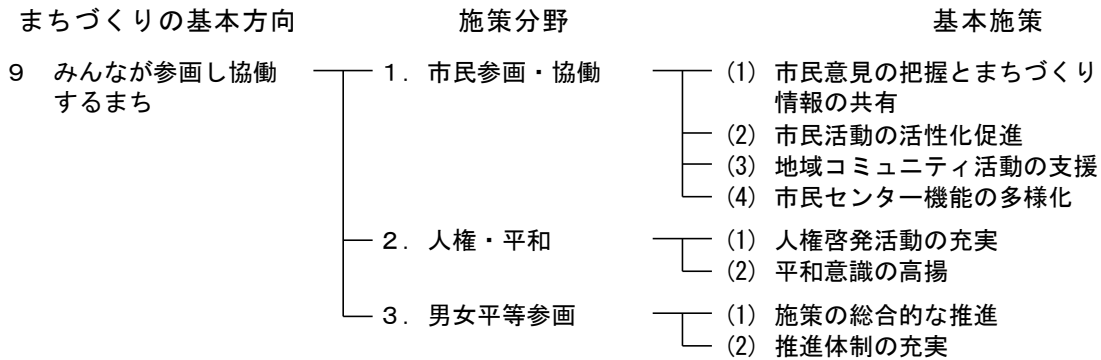 まちづくりの基本方向 施策分野 基本施策
9 みんなが参画し協働 1．市民参画・協働 (1) 市民意見の把握とまちづくり
するまち 情報の共有
(2) 市民活動の活性化促進
(3) 地域コミュニティ活動の支援
(4) 市民センター機能の多様化
2．人権・平和 (1) 人権啓発活動の充実
(2) 平和意識の高揚
3．男女平等参画 (1) 施策の総合的な推進
(2) 推進体制の充実